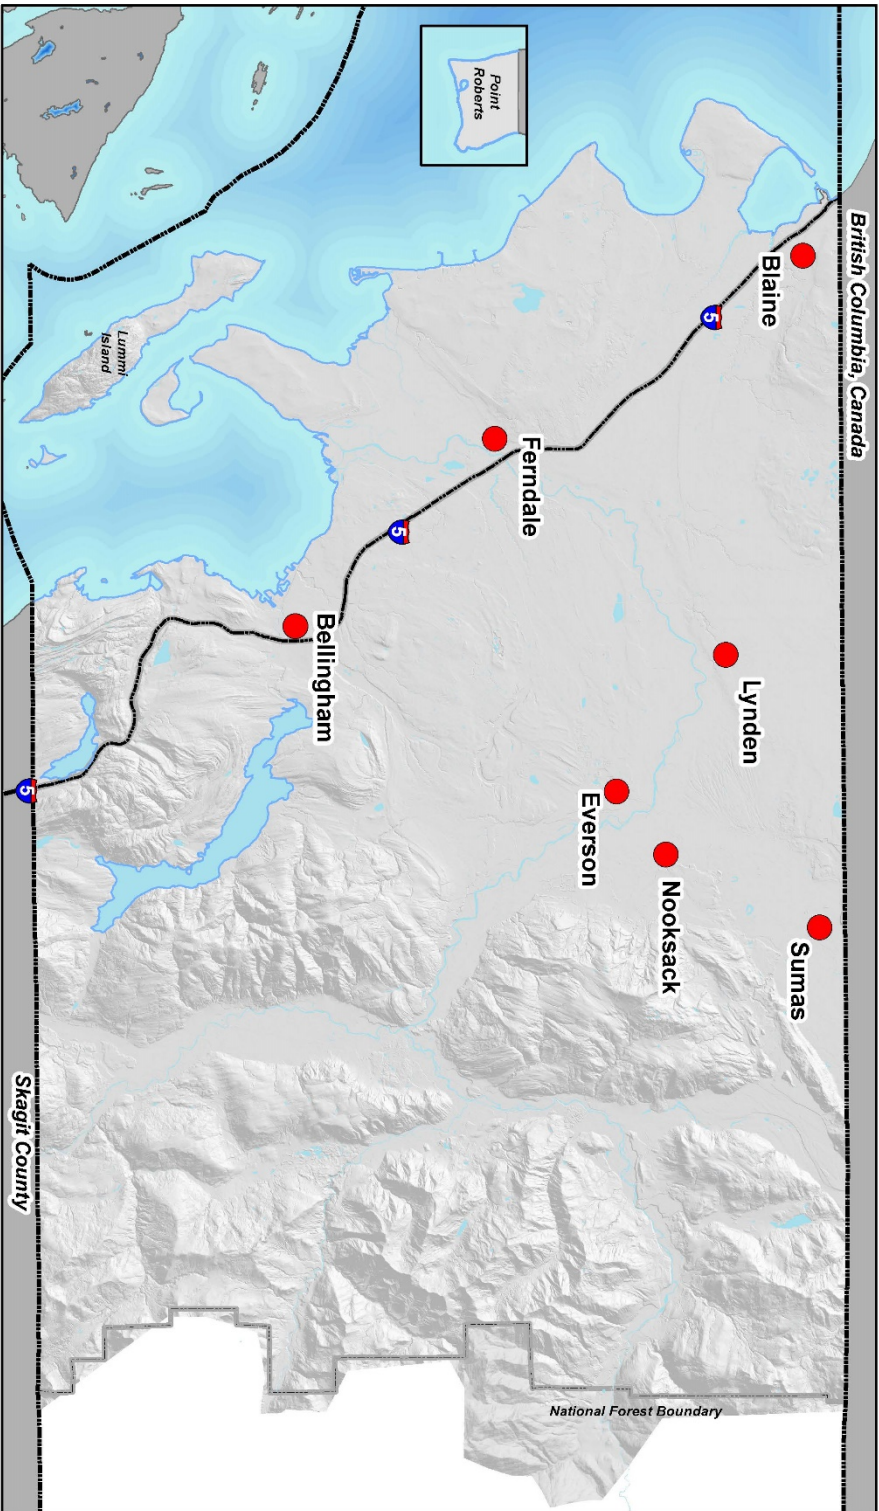 British Columbia, Canada
Point
Roberts
Blaine
5
Sumas
Lynden
Nooksack
Everson
Ferndale
5
Lummi
Island
Bellingham
National Forest Boundary
5
Skagit County